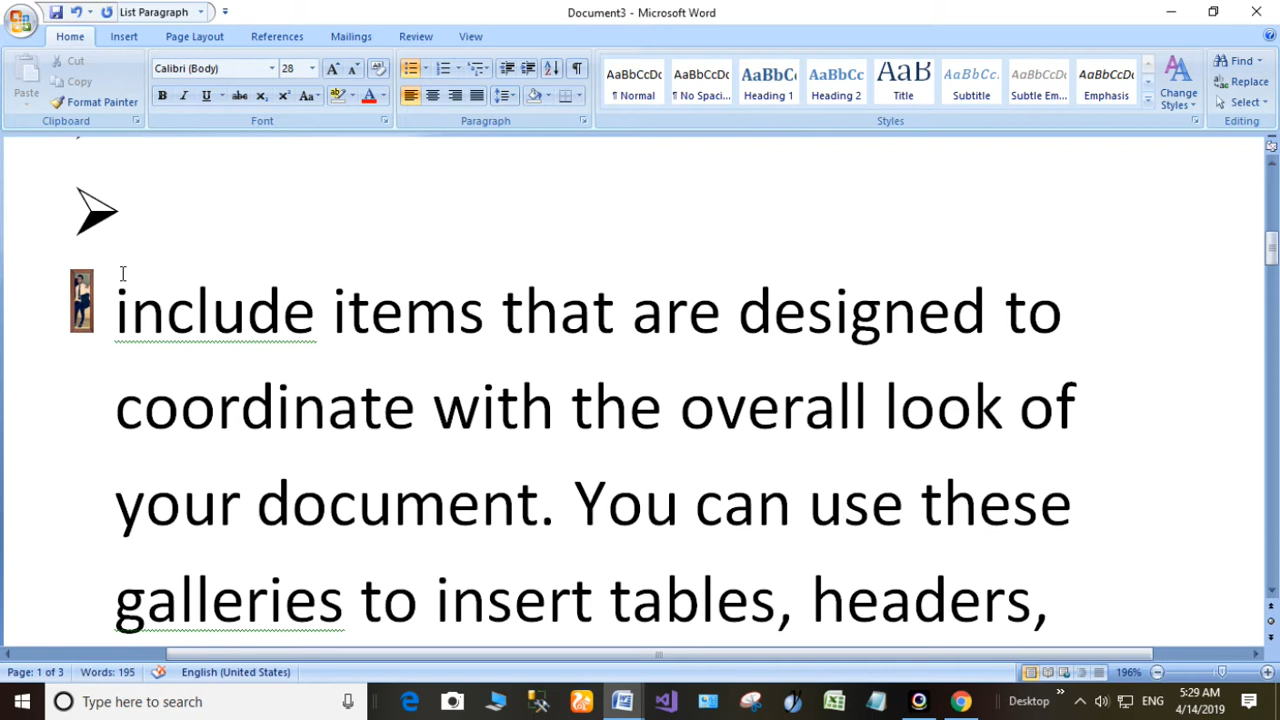 List Paragraph
Document3 - Microsoft Word
Home Insert Page Layout References Mailings Review View
Paste
Cut
Copy
Format Painter
Clipboard
Calibri (Body) 28
B I U abc x₂ x² Aa
Font
Paragraph
AaBbCcDc AaBbCcDc AaBbCc AaBbCc AaB AaBbCc. AaBbCcDc AaBbCcDc
¶ Normal ¶ No Spaci... Heading 1 Heading 2 Title Subtitle Subtle Em... Emphasis
Change Styles
Styles
Find
Replace
Select
Editing
include items that are designed to
coordinate with the overall look of
your document. You can use these
galleries to insert tables, headers,
Page: 1 of 3 Words: 195 English (United States) 196%
Type here to search
Desktop ENG
5:29 AM
4/14/2019